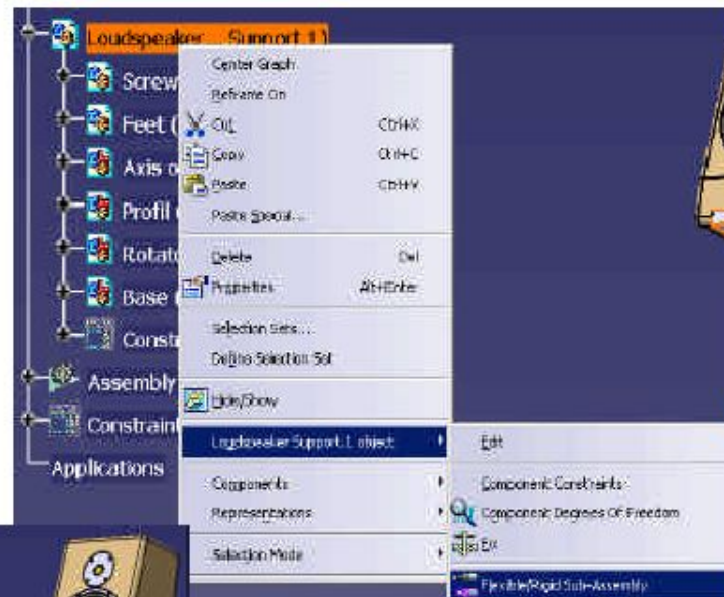 Loudspeaker ... Support.1)
Screw
Feet (
Axis o
Profil
Rotato
Base (
Constr
Assembly
Constraint
Applications
Center Graph
Reframe On
Cut Ctrl+X
Copy Ctrl+C
Paste Ctrl+V
Paste Special...
Delete Del
Properties Alt+Enter
Selection Sets...
Define Selection Set
Hide/Show
Loudspeaker Support.1 object
Components
Representations
Selection Mode
Edit
Component Constraints
Component Degrees Of Freedom
Fix
Flexible/Rigid Sub-Assembly